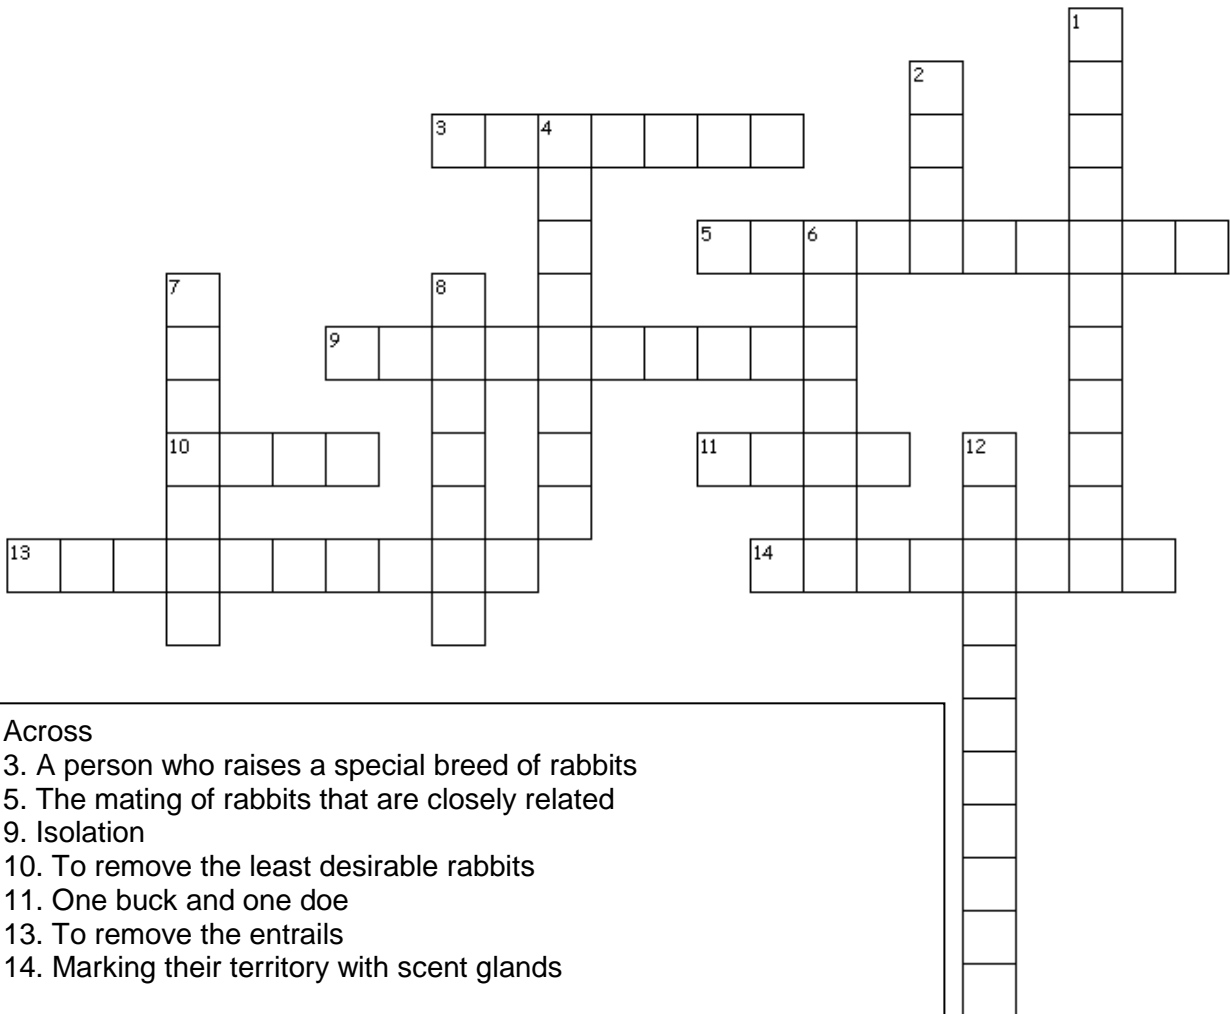 1
2
3 4
5 6
7 8
9
10 11 12
13 14
Across
3. A person who raises a special breed of rabbits
5. The mating of rabbits that are closely related
9. Isolation
10. To remove the least desirable rabbits
11. One buck and one doe
13. To remove the entrails
14. Marking their territory with scent glands